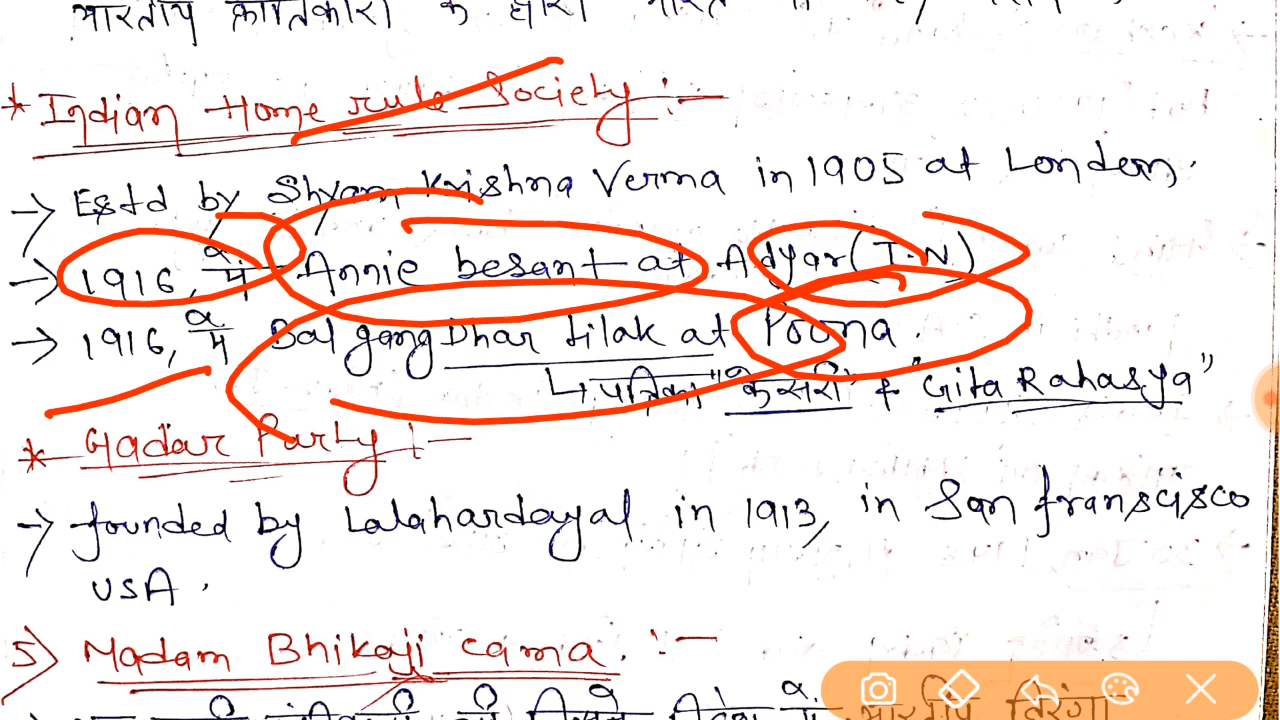 भारतीय क्रान्तिकारी के द्वारा भारत
* Indian Home rule Society :-
→ Estd by Shyam Krishna Verma in 1905 at London.
→ 1916, में Annie besant at Adyar (T.N)
→ 1916, में Bal gang Dhar tilak at Poona.
↳ पत्रिका "केसरी" & "Gita Rahasya"
* Gadar Party :-
→ founded by Lalahardayal in 1913, in San franscisco
USA.
5) Madam Bhikaji cama. :-
में भारतीय तिरंगा